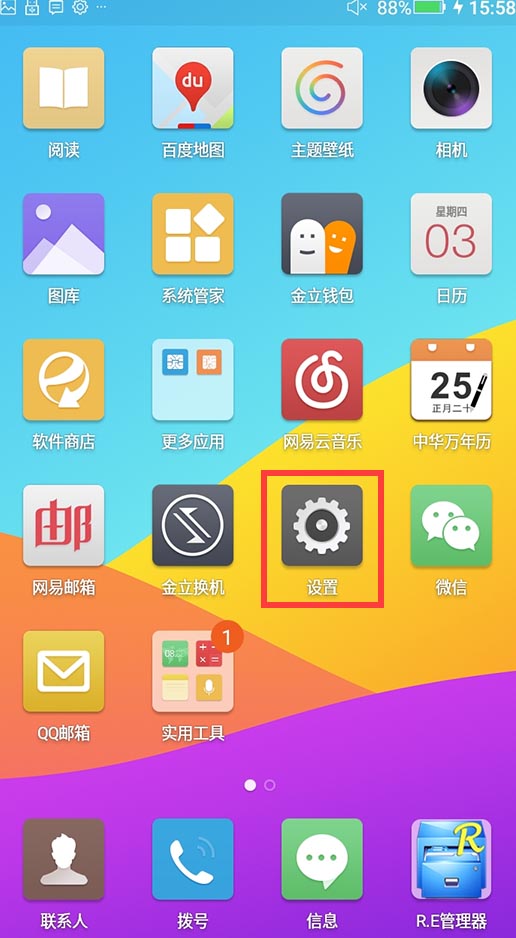 88% 15:58
du
阅读 百度地图 主题壁纸 相机
星期四
03
图库 系统管家 金立钱包 日历
25
正月二十
软件商店 更多应用 网易云音乐 中华万年历
邮
网易邮箱 金立换机 设置 微信
1
QQ邮箱 实用工具
R
联系人 拨号 信息 R.E管理器